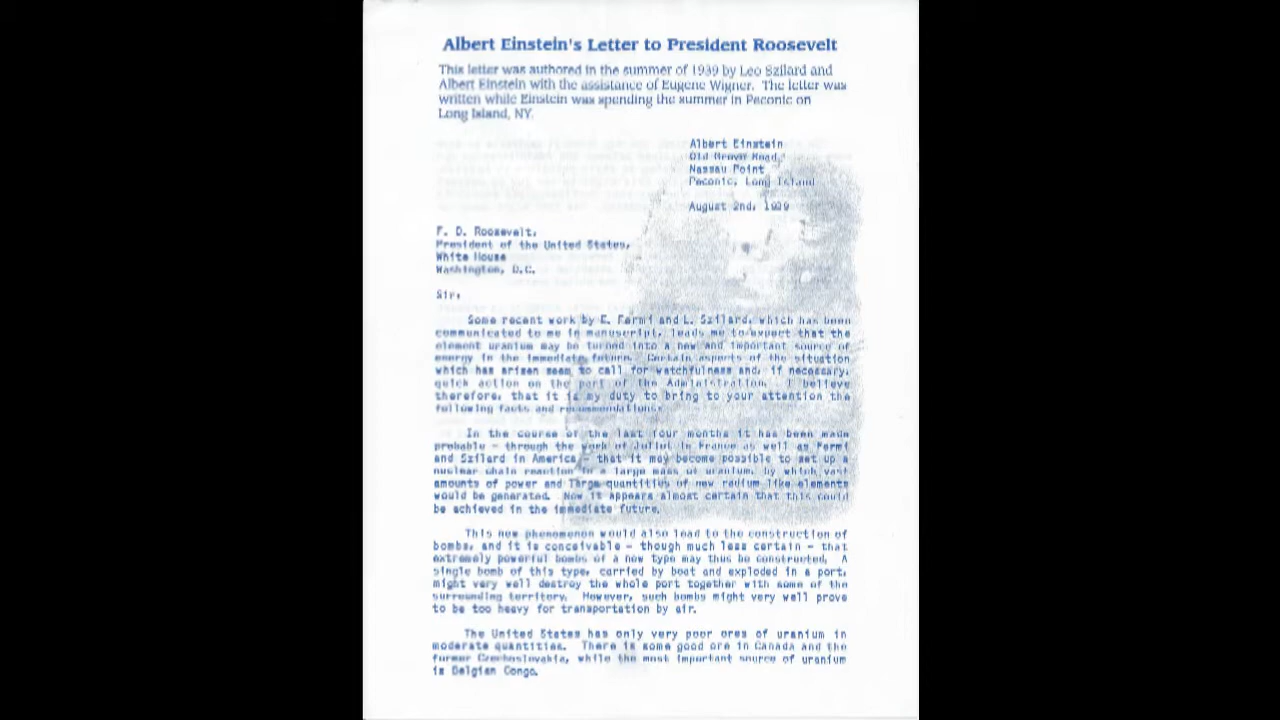 Albert Einstein's Letter to President Roosevelt
This letter was authored in the summer of 1939 by Leo Szilard and
Albert Einstein with the assistance of Eugene Wigner. The letter was
written while Einstein was spending the summer in Peconic on
Long Island, NY.
Albert Einstein
Old Grove Road,
Nassau Point
Peconic, Long Island
August 2nd, 1939
F. D. Roosevelt,
President of the United States,
White House
Washington, D.C.
Sir:
Some recent work by E. Fermi and L. Szilard, which has been
communicated to me in manuscript, leads me to expect that the
element uranium may be turned into a new and important source of
energy in the immediate future. Certain aspects of the situation
which has arisen seem to call for watchfulness and, if necessary,
quick action on the part of the Administration. I believe
therefore, that it is my duty to bring to your attention the
following facts and recommendations:
In the course of the last four months it has been made
probable - through the work of Joliot in France as well as Fermi
and Szilard in America - that it may become possible to set up a
nuclear chain reaction in a large mass of uranium, by which vast
amounts of power and large quantities of new radium like elements
would be generated. Now it appears almost certain that this could
be achieved in the immediate future.
This new phenomenon would also lead to the construction of
bombs, and it is conceivable - though much less certain - that
extremely powerful bombs of a new type may thus be constructed. A
single bomb of this type, carried by boat and exploded in a port,
might very well destroy the whole port together with some of the
surrounding territory. However, such bombs might very well prove
to be too heavy for transportation by air.
The United States has only very poor ores of uranium in
moderate quantities. There is some good ore in Canada and the
former Czechoslovakia, while the most important source of uranium
is Belgian Congo.